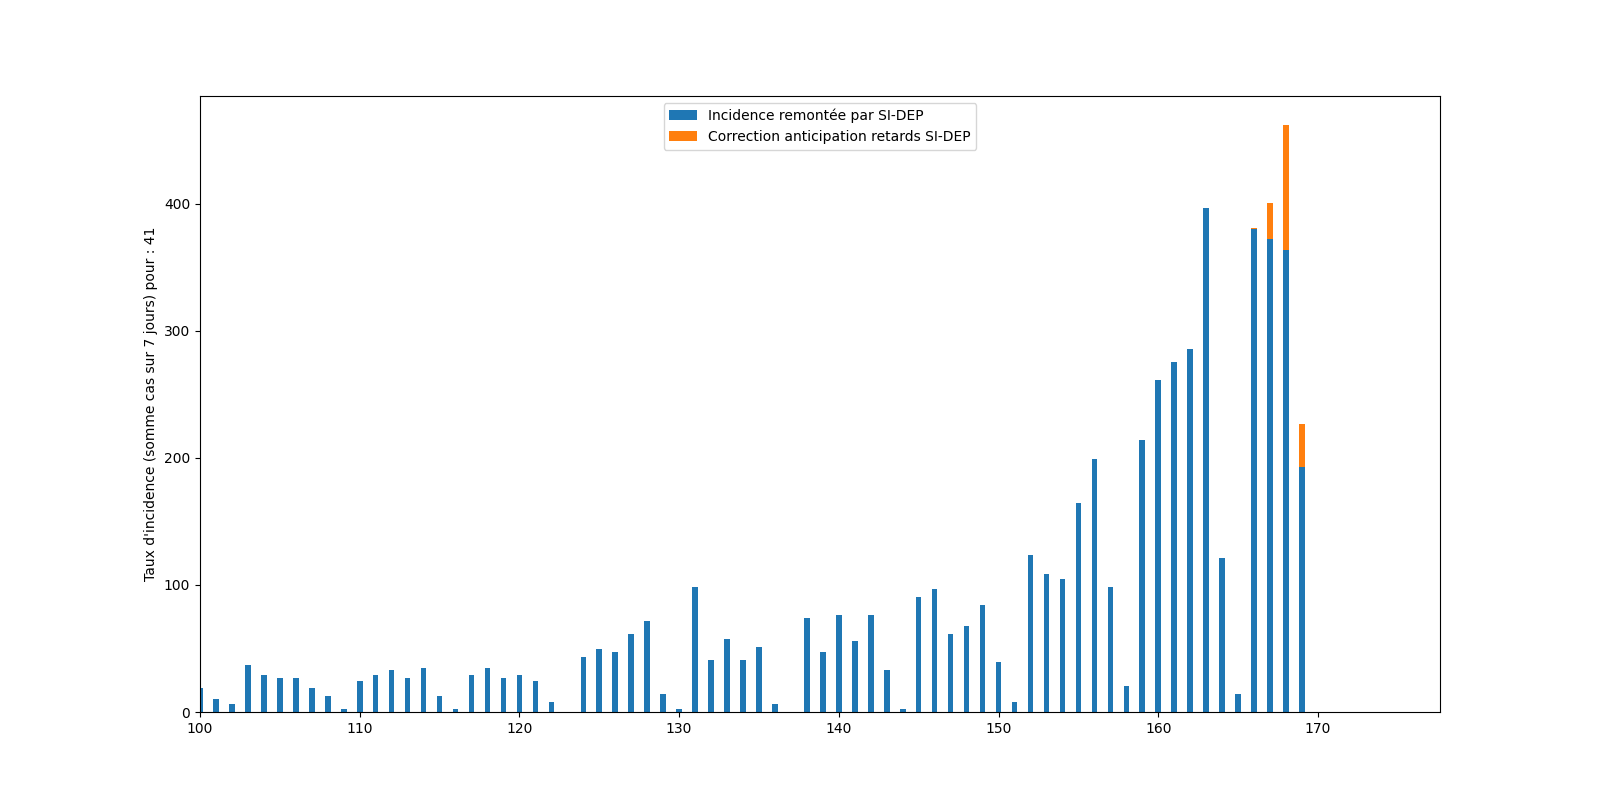 Incidence remontée par SI-DEP
Correction anticipation retards SI-DEP
Taux d'incidence (somme cas sur 7 jours) pour : 41
400
300
200
100
0
100 110 120 130 140 150 160 170